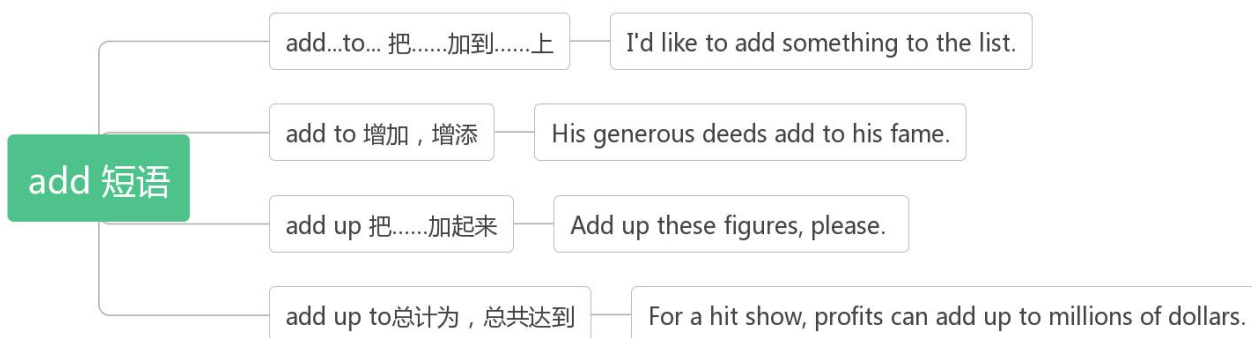 add...to... 把……加到……上
I'd like to add something to the list.
add to 增加，增添
His generous deeds add to his fame.
add 短语
add up 把……加起来
Add up these figures, please.
add up to总计为，总共达到
For a hit show, profits can add up to millions of dollars.